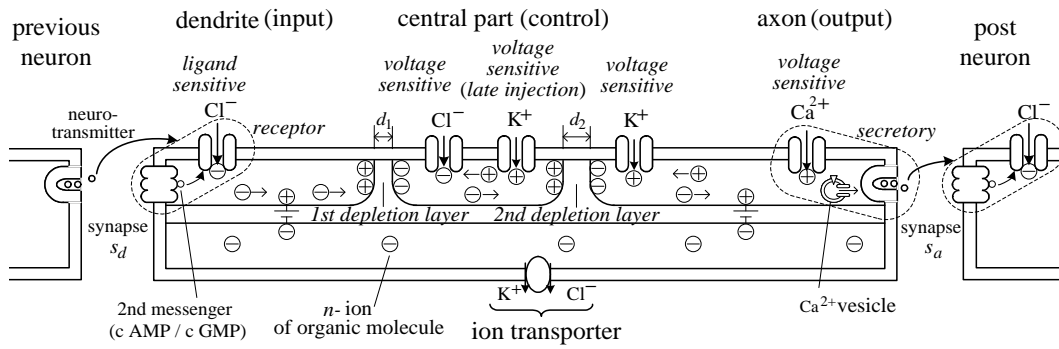 dendrite (input)
central part (control)
axon (output)
previous
neuron
post
neuron
ligand
sensitive
voltage
sensitive
voltage
sensitive
(late injection)
voltage
sensitive
voltage
sensitive
neuro-
transmitter
Cl−
receptor
d1
Cl−
K+
d2
K+
Ca2+
secretory
Cl−
1st depletion layer
2nd depletion layer
synapse
sd
synapse
sa
2nd messenger
(c AMP / c GMP)
n- ion
of organic molecule
K+
Cl−
ion transporter
Ca2+ vesicle